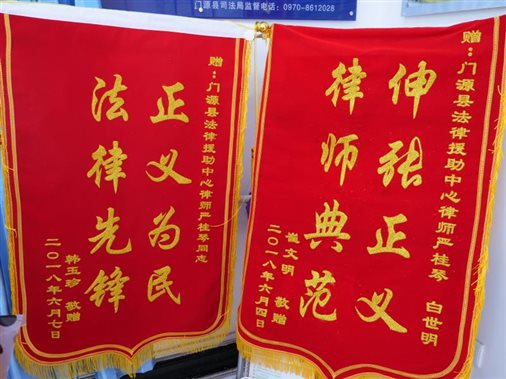 门源县司法局监督电话：0970-8612028
赠：门源县法律援助中心律师严桂琴同志
正义为民
法律先锋
韩玉珍 敬赠
二〇一八年六月七日
赠：门源县法律援助中心律师严桂琴
伸张正义
律师典范
白世明
崔文明 敬赠
二〇一八年六月四日